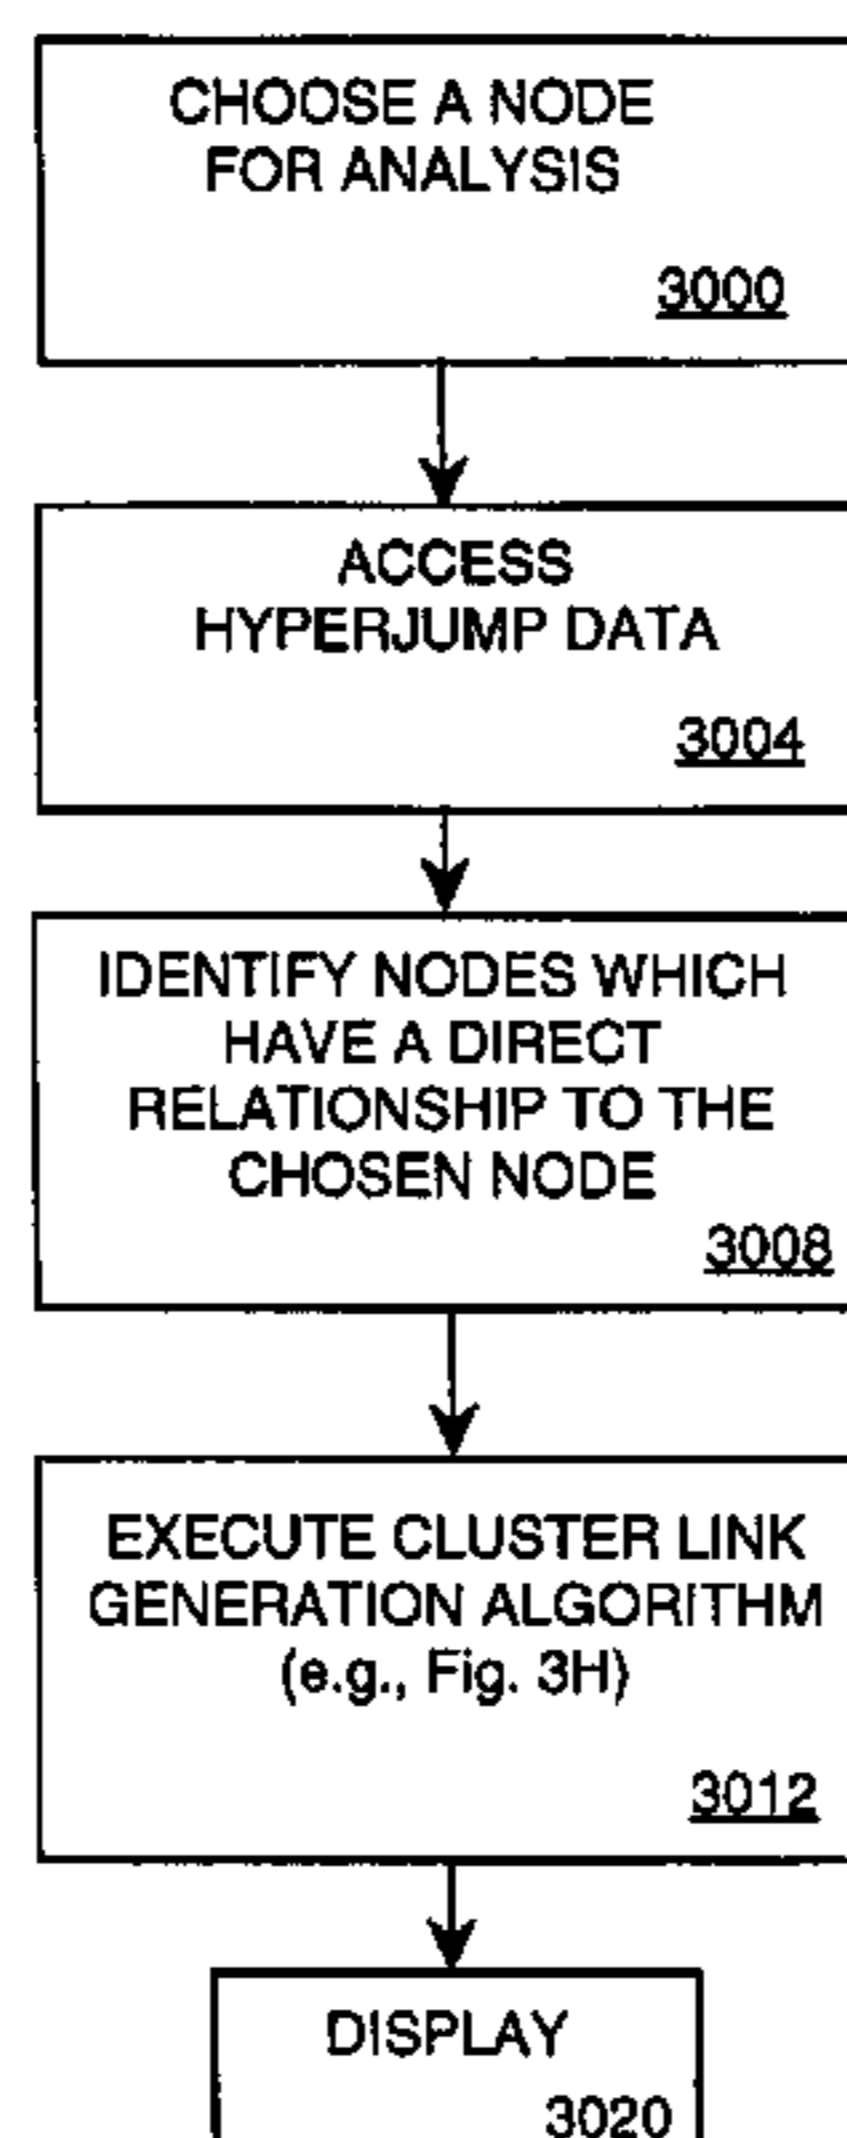 CHOOSE A NODE
FOR ANALYSIS
3000
ACCESS
HYPERJUMP DATA
3004
IDENTIFY NODES WHICH
HAVE A DIRECT
RELATIONSHIP TO THE
CHOSEN NODE
3008
EXECUTE CLUSTER LINK
GENERATION ALGORITHM
(e.g., Fig. 3H)
3012
DISPLAY
3020